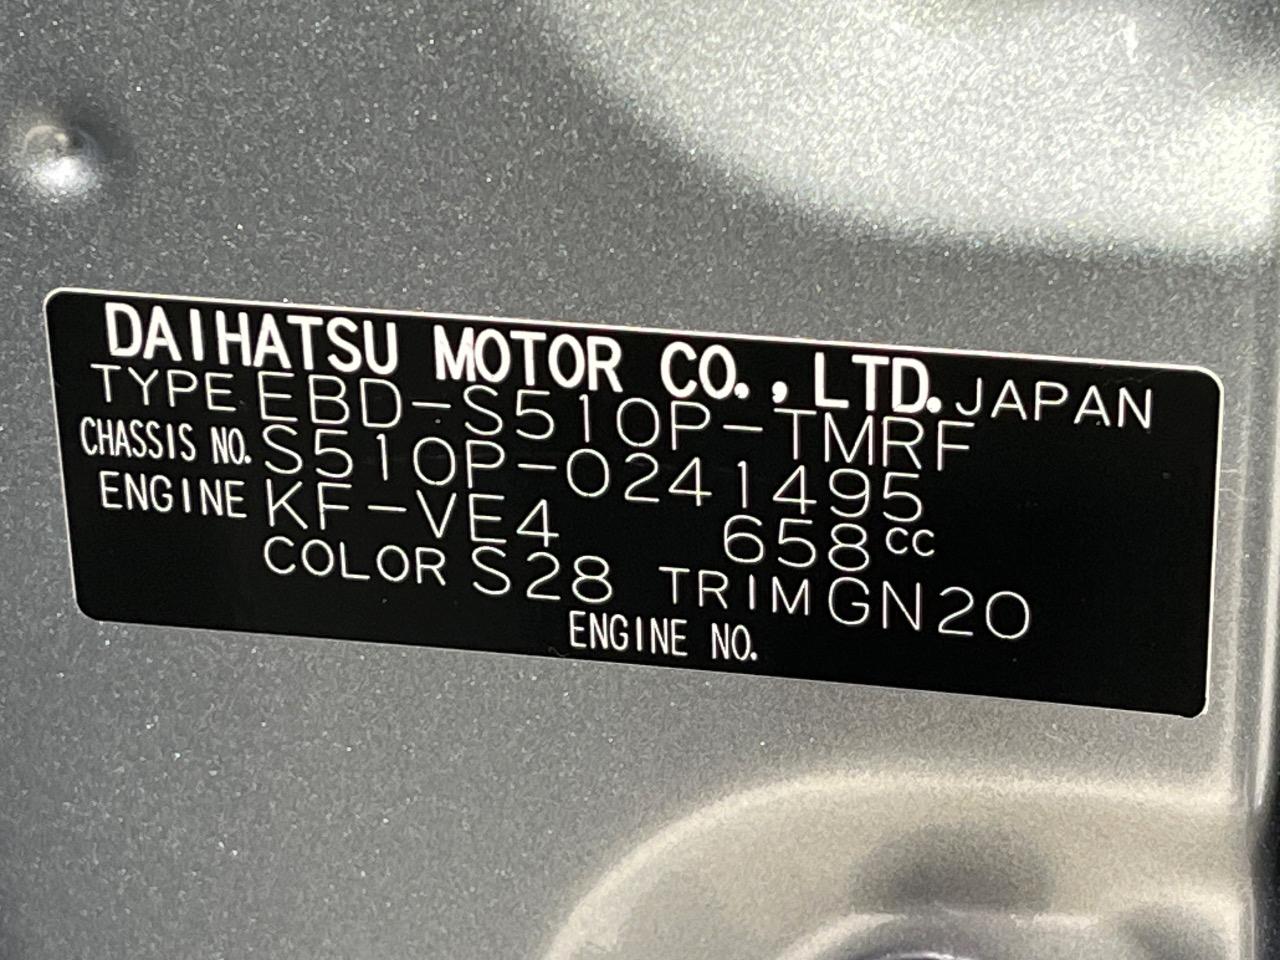 DAIHATSU MOTOR CO., LTD. JAPAN
TYPE EBD-S510P-TMRF
CHASSIS NO. S510P-0241495
ENGINE KF-VE4 658cc
COLOR S28 TRIM GN20
ENGINE NO.